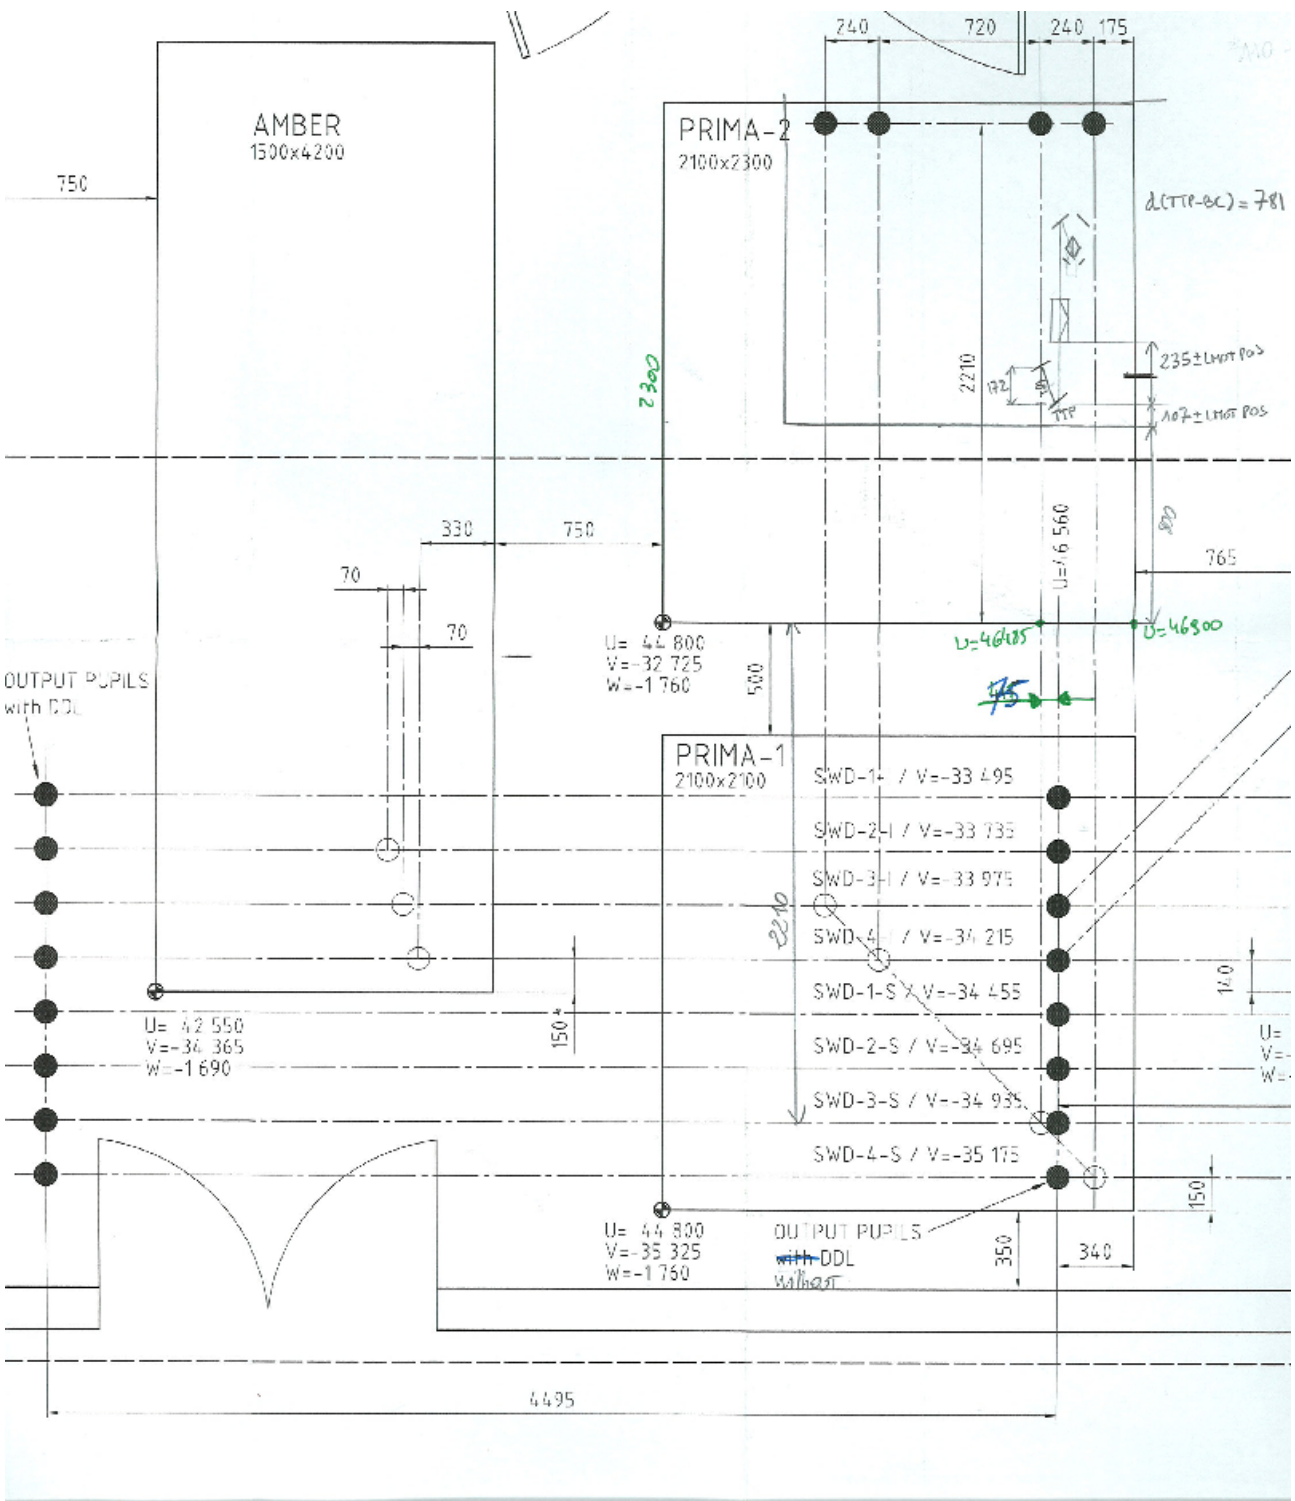 240
720
240
175
AMBER
1500x4200
PRIMA-2
2100x2300
750
d(TTP-BC) = 781
2300
2210
235±LMOT POS
172
TTP
107±LMOT POS
330
750
70
70
U=46 560
765
U= 44 800
V=-32 725
W=-1 760
U=46485
U=46900
500
75
OUTPUT PUPILS
with DDL
PRIMA-1
2100x2100
SWD-1-I / V=-33 495
SWD-2-I / V=-33 735
SWD-3-I / V=-33 975
SWD-4-I / V=-34 215
SWD-1-S / V=-34 455
SWD-2-S / V=-34 695
SWD-3-S / V=-34 935
SWD-4-S / V=-35 175
2210
140
U= 42 550
V=-34 365
W=-1 690
150
U=
V=-
W=-
150
U= 44 800
V=-35 325
W=-1 760
OUTPUT PUPILS
with DDL
without
350
340
4495